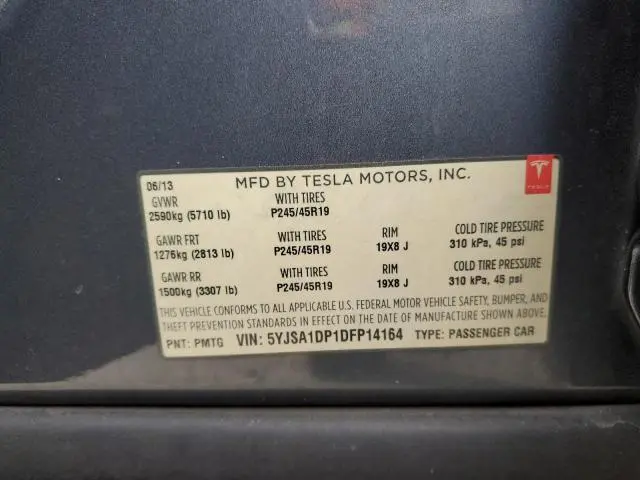 06/13 MFD BY TESLA MOTORS, INC.
TESLA
GVWR WITH TIRES
2590kg (5710 lb) P245/45R19
GAWR FRT WITH TIRES RIM COLD TIRE PRESSURE
1276kg (2813 lb) P245/45R19 19X8 J 310 kPa, 45 psi
GAWR RR WITH TIRES RIM COLD TIRE PRESSURE
1500kg (3307 lb) P245/45R19 19X8 J 310 kPa, 45 psi
THIS VEHICLE CONFORMS TO ALL APPLICABLE U.S. FEDERAL MOTOR VEHICLE SAFETY, BUMPER, AND
THEFT PREVENTION STANDARDS IN EFFECT ON THE DATE OF MANUFACTURE SHOWN ABOVE.
PNT: PMTG VIN: 5YJSA1DP1DFP14164 TYPE: PASSENGER CAR